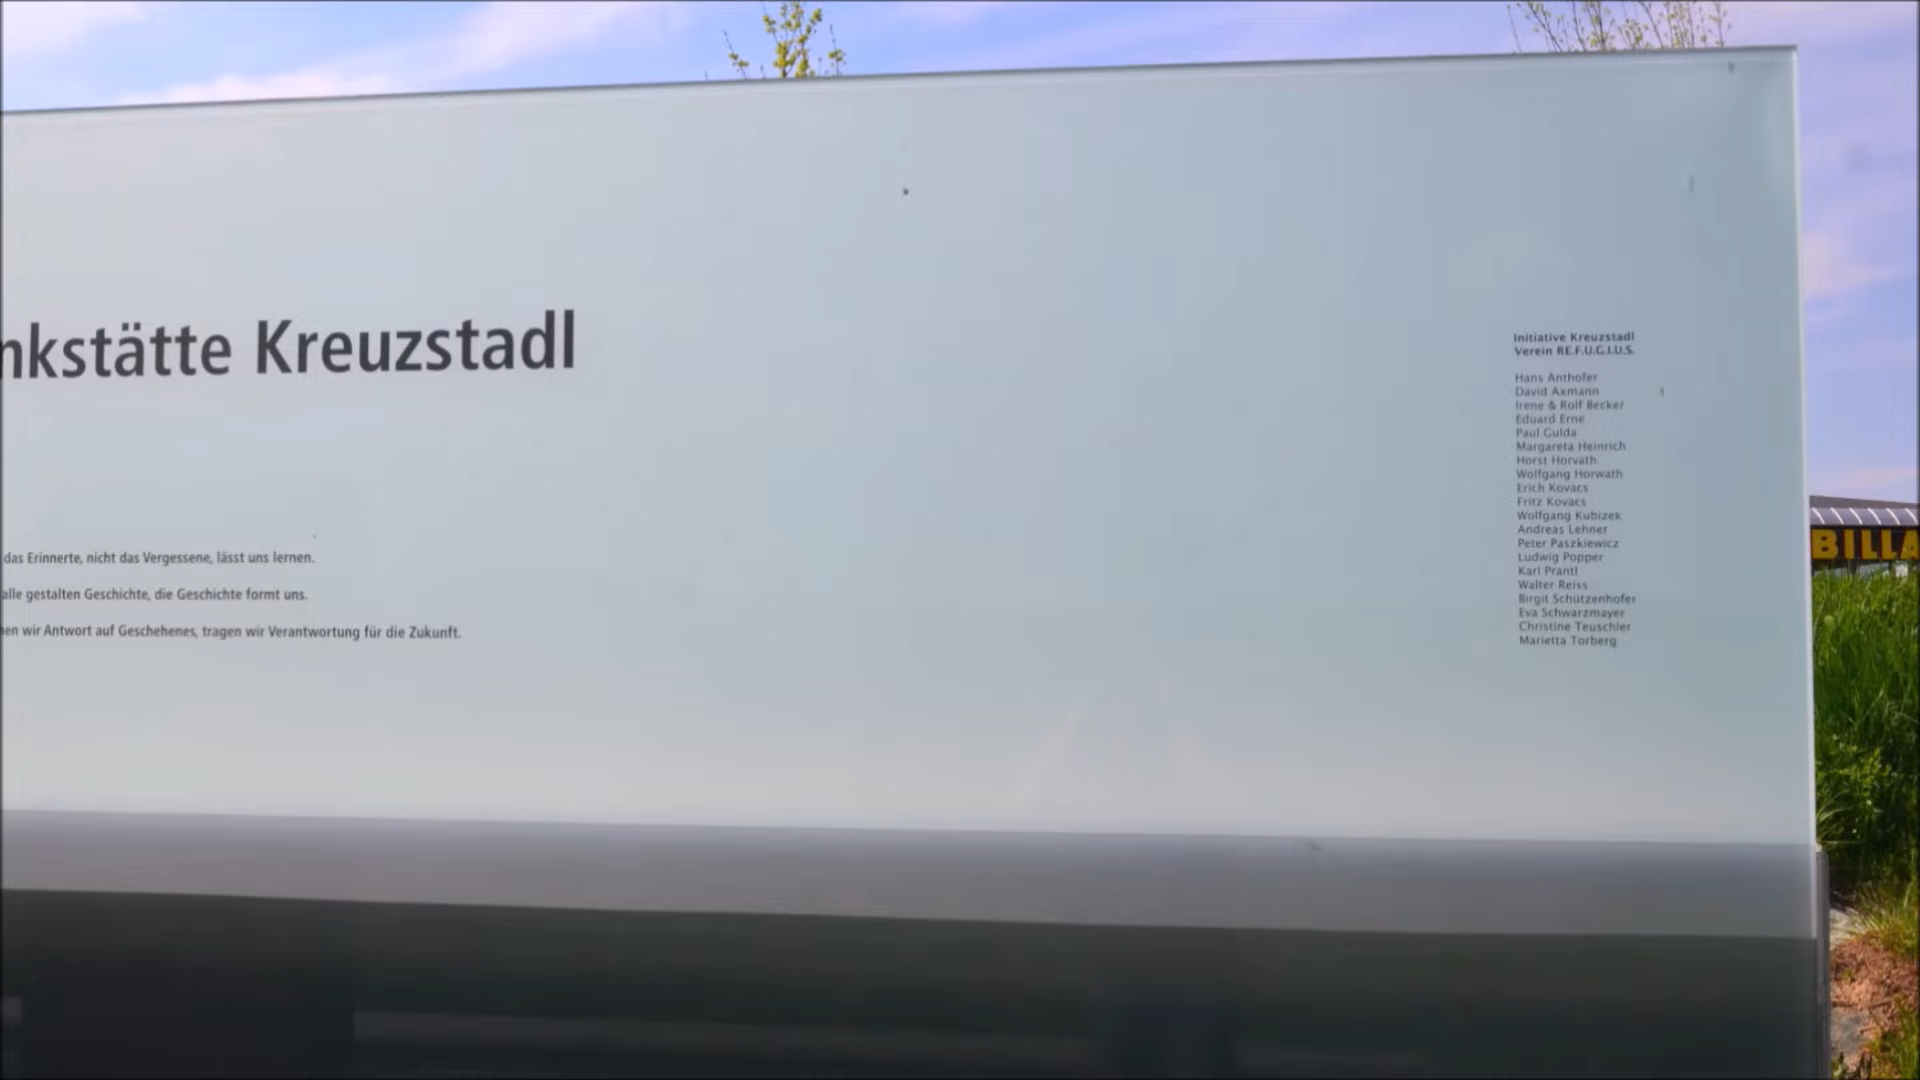 nkstätte Kreuzstadl
das Erinnerte, nicht das Vergessene, lässt uns lernen.
alle gestalten Geschichte, die Geschichte formt uns.
en wir Antwort auf Geschehenes, tragen wir Verantwortung für die Zukunft.
Initiative Kreuzstadl
Verein RE.F.U.G.I.U.S.
Hans Anthofer
David Axmann
Irene & Rolf Becker
Eduard Erne
Paul Gulda
Margareta Heinrich
Horst Horvath
Wolfgang Horwath
Erich Kovacs
Fritz Kovacs
Wolfgang Kubizek
Andreas Lehner
Peter Paszkiewicz
Ludwig Popper
Karl Prantl
Walter Reiss
Birgit Schützenhofer
Eva Schwarzmayer
Christine Teuschler
Marietta Torberg
BILLA